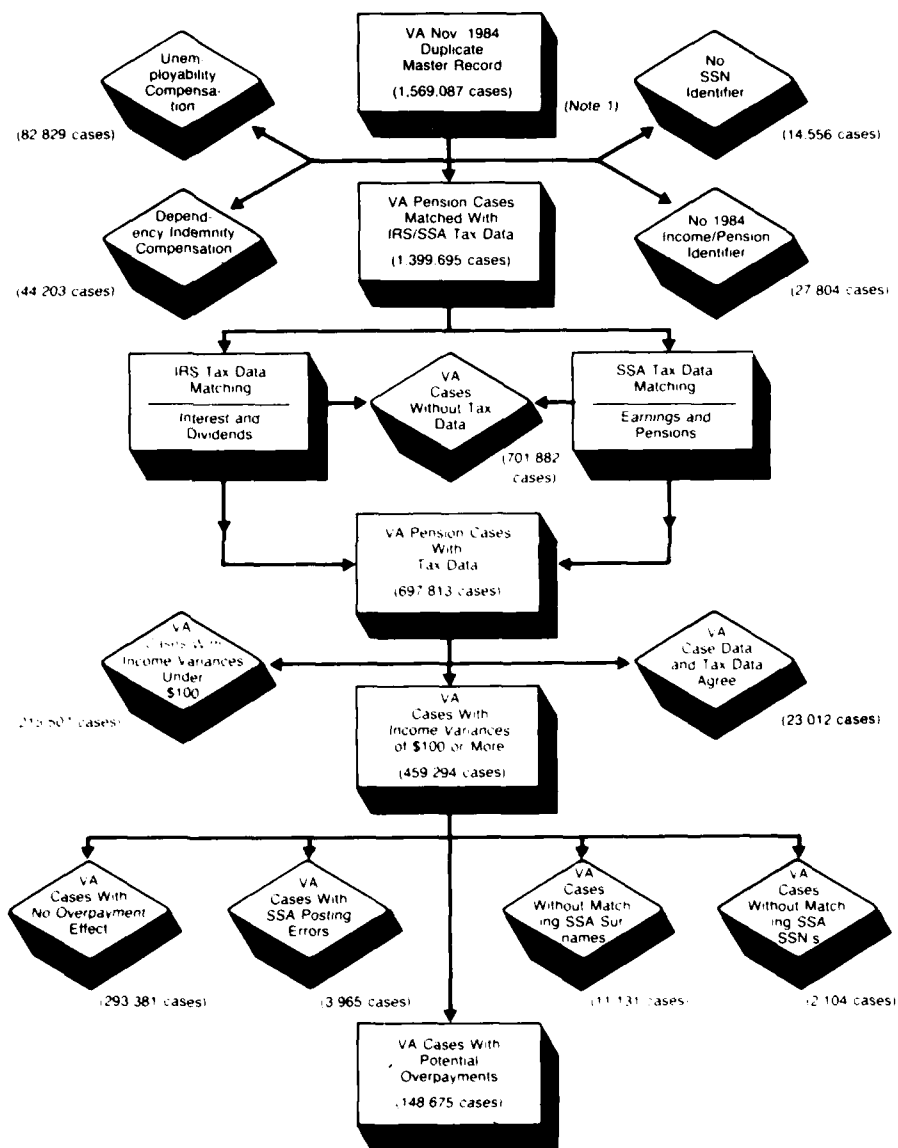 VA Nov 1984
Duplicate
Master Record
(1,569.087 cases)
(Note 1)
Unem-
ployability
Compensa-
tion
(82 829 cases)
No
SSN
Identifier
(14.556 cases)
Depend-
ency Indemnity
Compensation
(44 203 cases)
VA Pension Cases
Matched With
IRS/SSA Tax Data
(1.399.695 cases)
No 1984
Income/Pension
Identifier
(27 804 cases)
IRS Tax Data
Matching
Interest and
Dividends
VA
Cases
Without Tax
Data
(701 882
cases)
SSA Tax Data
Matching
Earnings and
Pensions
VA Pension Cases
With
Tax Data
(697 813 cases)
VA
Cases With
Income Variances
Under
$100
cases)
VA
Case Data
and Tax Data
Agree
(23 012 cases)
VA
Cases With
Income Variances
of $100 or More
(459 294 cases)
VA
Cases With
No Overpayment
Effect
(293 381 cases)
VA
Cases With
SSA Posting
Errors
(3 965 cases)
VA
Cases
Without Match
ing SSA Sur
names
(11 131 cases)
VA
Cases
Without Match
ing SSA
SSN s
(2 104 cases)
VA Cases With
Potential
Overpayments
(148 675 cases)